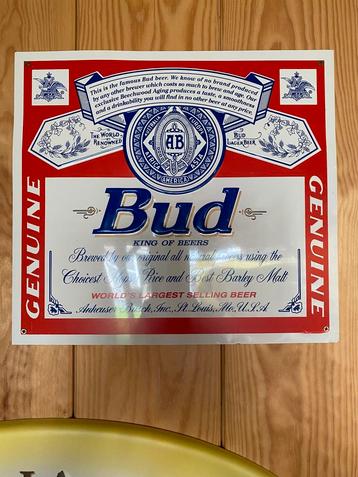 This is the famous Bud beer. We know of no brand produced
by any other brewer which costs so much to brew and age. Our
exclusive Beechwood Aging produces a taste, a smoothness
and a drinkability you will find in no other beer at any price.
THE WORLD
RENOWNED
AB
BUD
LAGER BEER
AMERICA
Bud
KING OF BEERS
Brewed by our original all natural process using the
Choicest Hops, Rice and Best Barley Malt
WORLD'S LARGEST SELLING BEER
Anheuser-Busch, Inc., St. Louis, Mo., U.S.A.
GENUINE
GENUINE